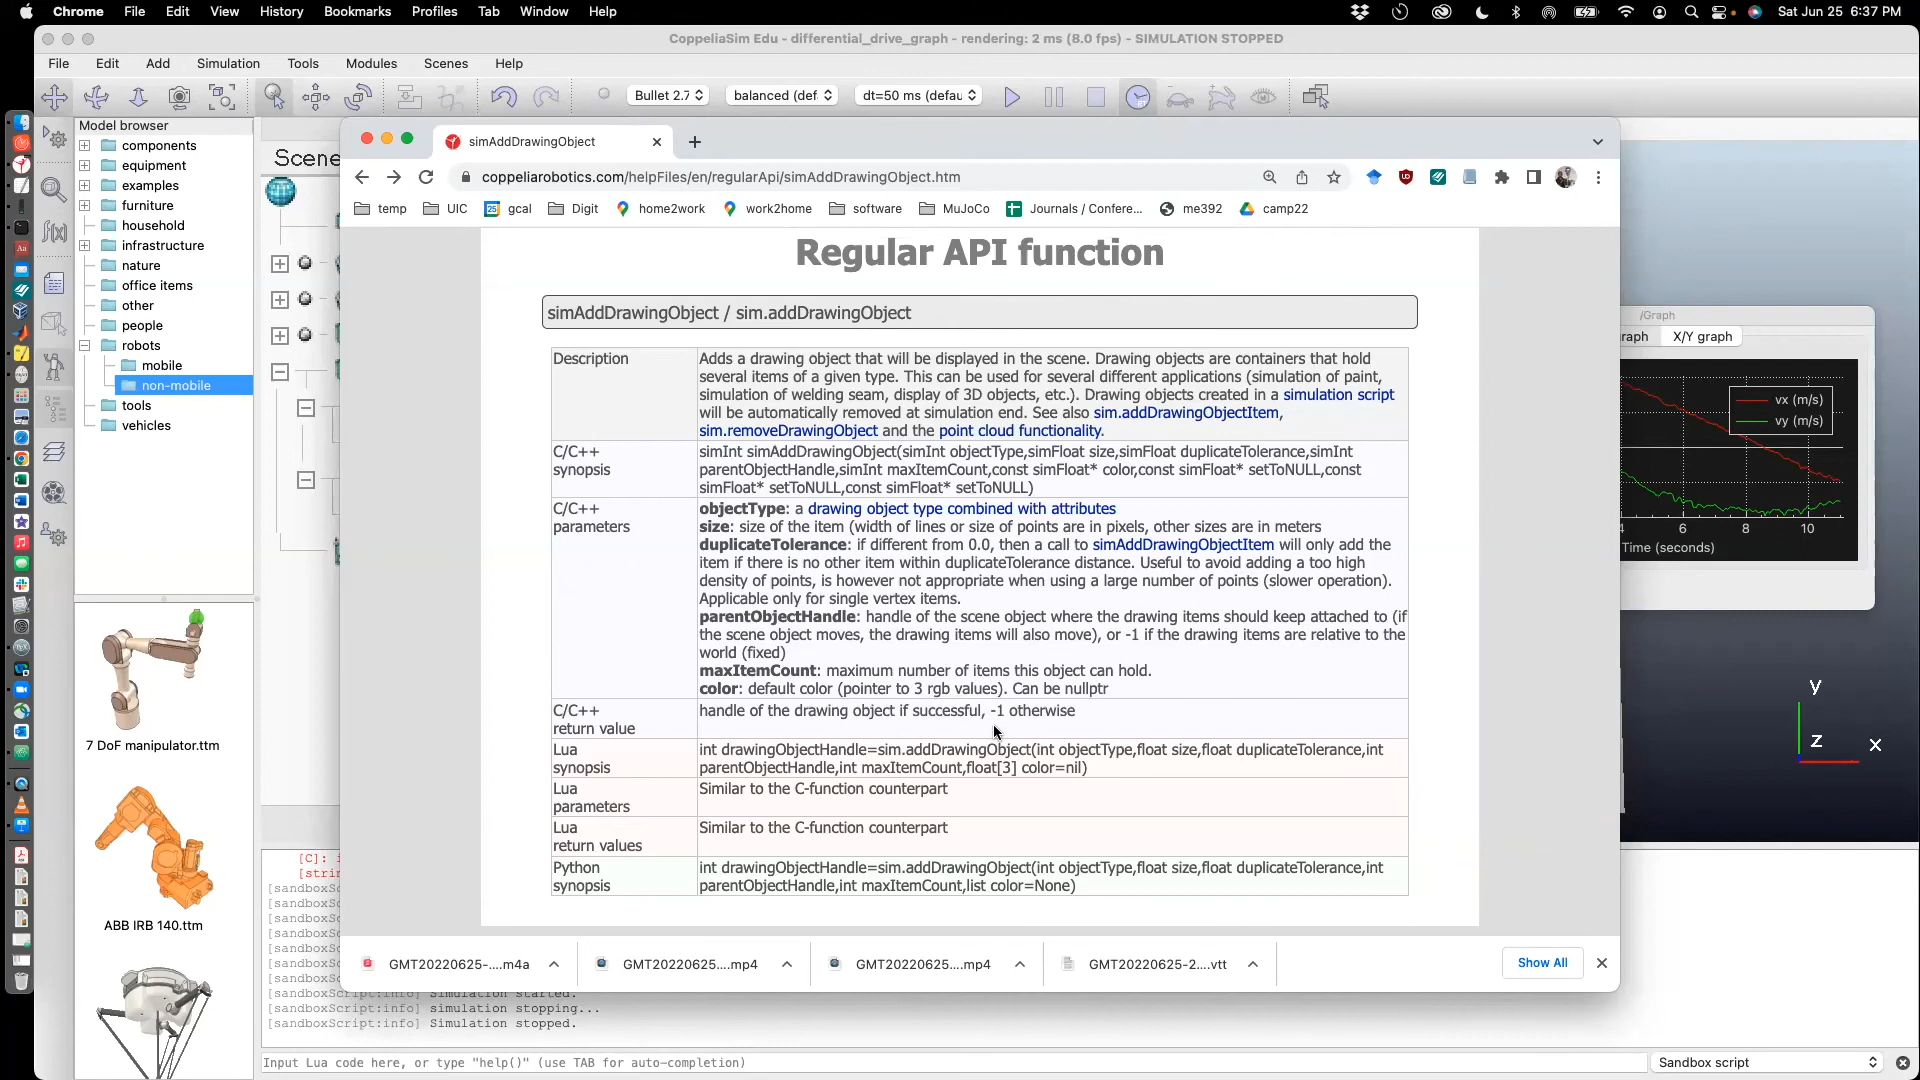 Chrome File Edit View History Bookmarks Profiles Tab Window Help
Sat Jun 25 6:37 PM
CoppeliaSim Edu - differential_drive_graph - rendering: 2 ms (8.0 fps) - SIMULATION STOPPED
File Edit Add Simulation Tools Modules Scenes Help
Bullet 2.7
balanced (def
dt=50 ms (defau
Model browser
components
equipment
examples
furniture
household
infrastructure
nature
office items
other
people
robots
mobile
non-mobile
tools
vehicles
7 DoF manipulator.ttm
ABB IRB 140.ttm
Scene
simAddDrawingObject
coppeliarobotics.com/helpFiles/en/regularApi/simAddDrawingObject.htm
temp UIC gcal Digit home2work work2home software MuJoCo Journals / Confere... me392 camp22
Regular API function
simAddDrawingObject / sim.addDrawingObject
Description
Adds a drawing object that will be displayed in the scene. Drawing objects are containers that hold
several items of a given type. This can be used for several different applications (simulation of paint,
simulation of welding seam, display of 3D objects, etc.). Drawing objects created in a simulation script
will be automatically removed at simulation end. See also sim.addDrawingObjectItem,
sim.removeDrawingObject and the point cloud functionality.
C/C++
synopsis
simInt simAddDrawingObject(simInt objectType,simFloat size,simFloat duplicateTolerance,simInt
parentObjectHandle,simInt maxItemCount,const simFloat* color,const simFloat* setToNULL,const
simFloat* setToNULL,const simFloat* setToNULL)
C/C++
parameters
objectType: a drawing object type combined with attributes
size: size of the item (width of lines or size of points are in pixels, other sizes are in meters
duplicateTolerance: if different from 0.0, then a call to simAddDrawingObjectItem will only add the
item if there is no other item within duplicateTolerance distance. Useful to avoid adding a too high
density of points, is however not appropriate when using a large number of points (slower operation).
Applicable only for single vertex items.
parentObjectHandle: handle of the scene object where the drawing items should keep attached to (if
the scene object moves, the drawing items will also move), or -1 if the drawing items are relative to the
world (fixed)
maxItemCount: maximum number of items this object can hold.
color: default color (pointer to 3 rgb values). Can be nullptr
C/C++
return value
handle of the drawing object if successful, -1 otherwise
Lua
synopsis
int drawingObjectHandle=sim.addDrawingObject(int objectType,float size,float duplicateTolerance,int
parentObjectHandle,int maxItemCount,float[3] color=nil)
Lua
parameters
Similar to the C-function counterpart
Lua
return values
Similar to the C-function counterpart
Python
synopsis
int drawingObjectHandle=sim.addDrawingObject(int objectType,float size,float duplicateTolerance,int
parentObjectHandle,int maxItemCount,list color=None)
GMT20220625-....m4a
GMT20220625....mp4
GMT20220625....mp4
GMT20220625-2....vtt
Show All
/Graph
raph X/Y graph
vx (m/s)
vy (m/s)
4 6 8 10
Time (seconds)
y
z x
[C]: i
[strin
[sandboxSc
[sandboxSc
[sandboxSc
[sandboxSc
[sandboxSc
[sandboxSc
[sandboxSc
[sandboxScript:info] Simulation started.
[sandboxScript:info] simulation stopping...
[sandboxScript:info] Simulation stopped.
Input Lua code here, or type "help()" (use TAB for auto-completion)
Sandbox script